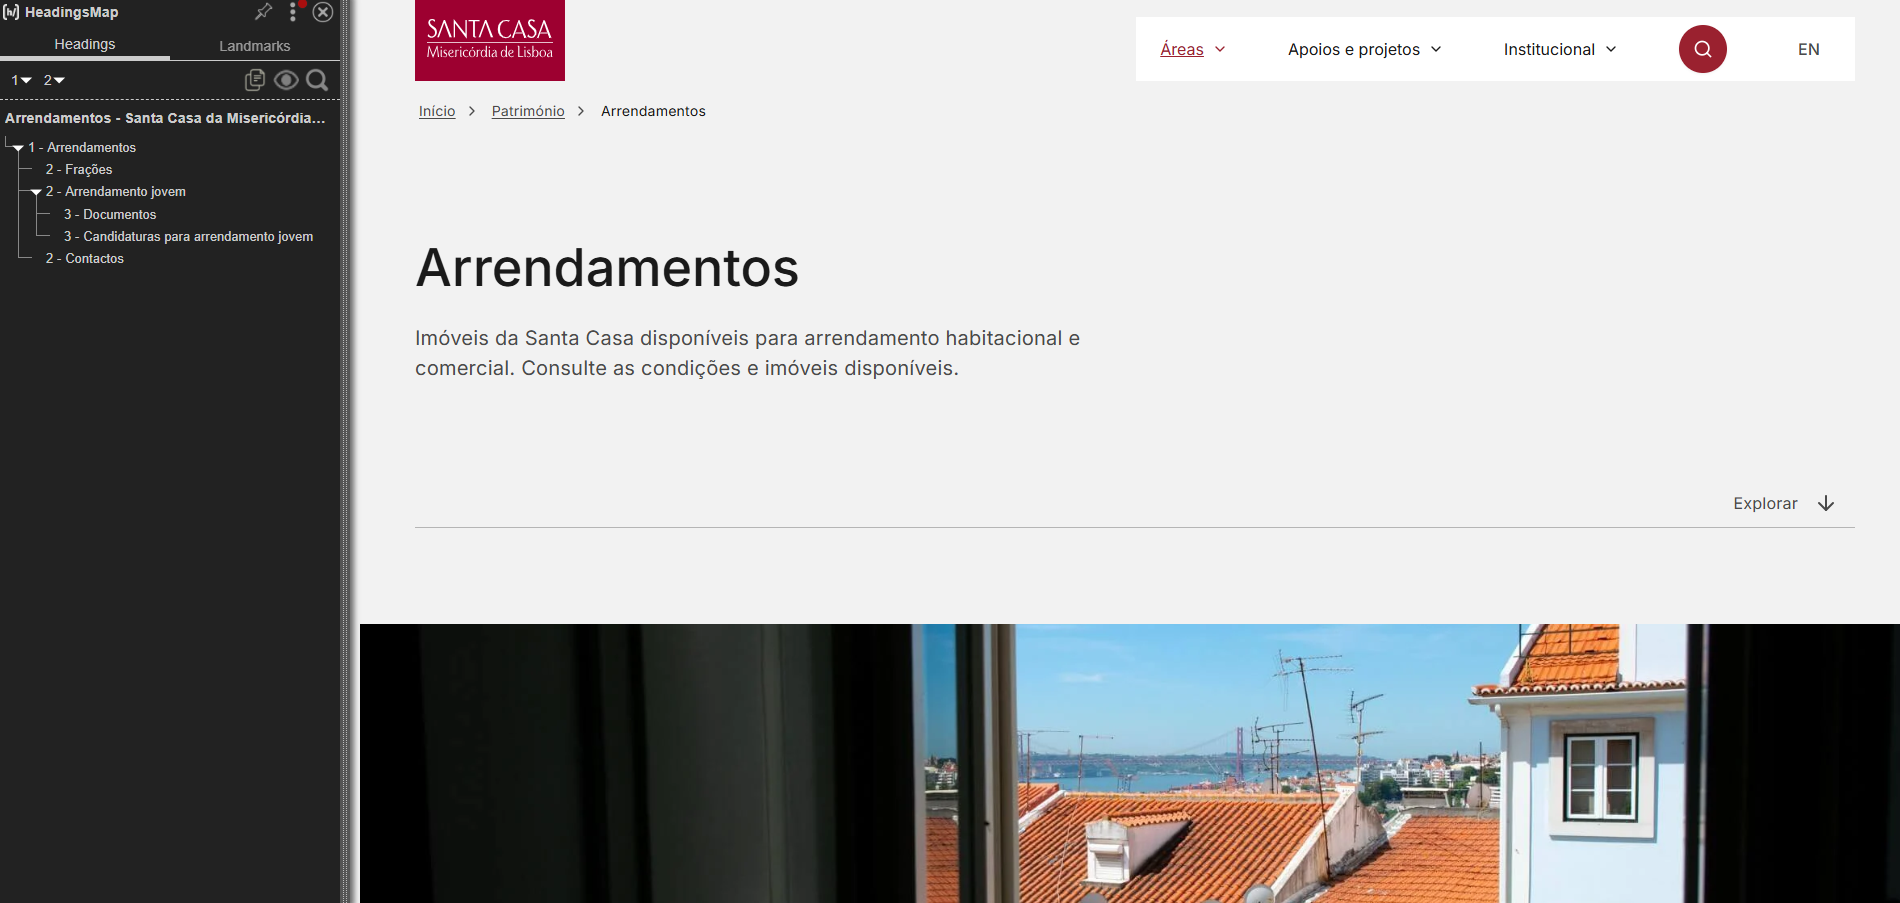 HeadingsMap
Headings
Landmarks
1
2
Arrendamentos - Santa Casa da Misericórdia...
1 - Arrendamentos
2 - Frações
2 - Arrendamento jovem
3 - Documentos
3 - Candidaturas para arrendamento jovem
2 - Contactos
SANTA CASA
Misericórdia de Lisboa
Áreas
Apoios e projetos
Institucional
EN
Início
Património
Arrendamentos
Arrendamentos
Imóveis da Santa Casa disponíveis para arrendamento habitacional e
comercial. Consulte as condições e imóveis disponíveis.
Explorar